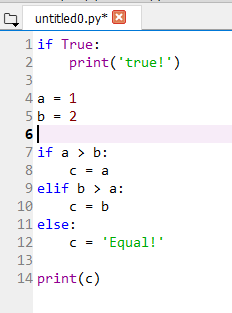 untitled0.py*
1 if True:
2     print('true!')
3
4 a = 1
5 b = 2
6
7 if a > b:
8     c = a
9 elif b > a:
10     c = b
11 else:
12     c = 'Equal!'
13
14 print(c)